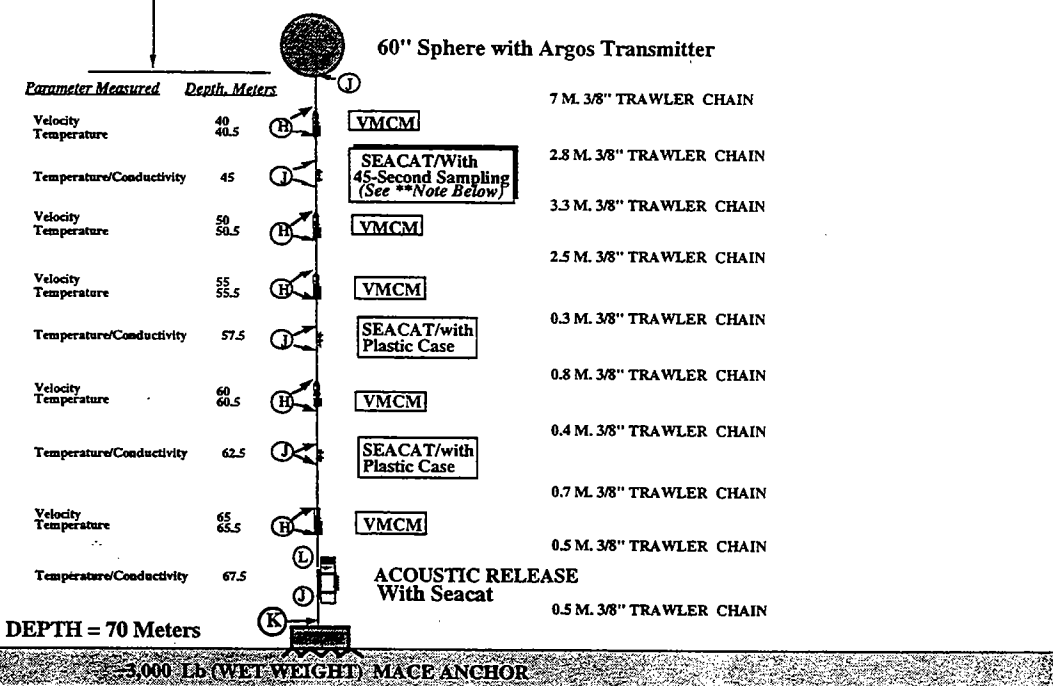 60" Sphere with Argos Transmitter
J
Parameter Measured Depth, Meters
7 M. 3/8" TRAWLER CHAIN
Velocity 40
Temperature 40.5
H
VMCM
2.8 M. 3/8" TRAWLER CHAIN
Temperature/Conductivity 45
J
SEACAT/With
45-Second Sampling
(See **Note Below)
3.3 M. 3/8" TRAWLER CHAIN
Velocity 50
Temperature 50.5
H
VMCM
2.5 M. 3/8" TRAWLER CHAIN
Velocity 55
Temperature 55.5
H
VMCM
0.3 M. 3/8" TRAWLER CHAIN
Temperature/Conductivity 57.5
J
SEACAT/with
Plastic Case
0.8 M. 3/8" TRAWLER CHAIN
Velocity 60
Temperature 60.5
H
VMCM
0.4 M. 3/8" TRAWLER CHAIN
Temperature/Conductivity 62.5
J
SEACAT/with
Plastic Case
0.7 M. 3/8" TRAWLER CHAIN
Velocity 65
Temperature 65.5
H
VMCM
0.5 M. 3/8" TRAWLER CHAIN
L
Temperature/Conductivity 67.5
ACOUSTIC RELEASE
With Seacat
J
0.5 M. 3/8" TRAWLER CHAIN
K
DEPTH = 70 Meters
3,000 Lb (WET WEIGHT) MACE ANCHOR